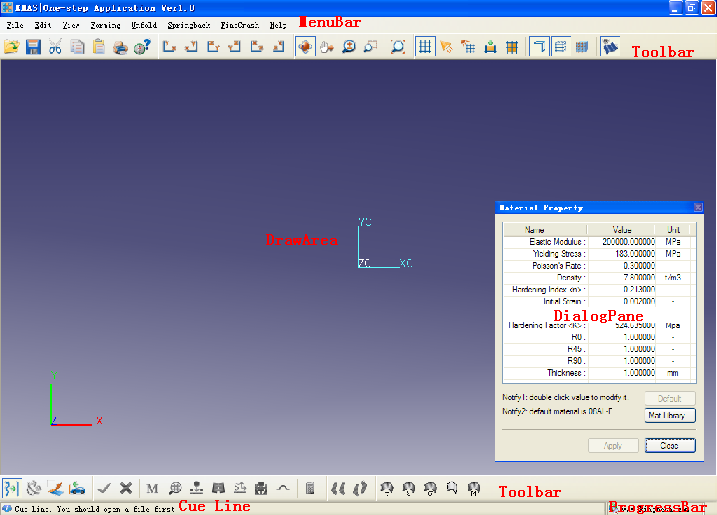 KMAS|One-step Application Ver1.0
File Edit View Forming Unfold Springback FineCrash Help
MenuBar
Toolbar
YC
DrawArea
ZC XC
Material Property
Name Value Unit
Elastic Modulus : 200000.000000 MPa
Yielding Stress : 183.000000 MPa
Poisson's Rate : 0.300000 -
Density : 7.800000 t/m3
Hardening Index <n> : 0.213000 -
Initial Strain : 0.002000 -
DialogPane
Hardening Factor <K> : 524.635000 Mpa
R0 : 1.000000 -
R45 : 1.000000 -
R90 : 1.000000 -
Thickness : 1.000000 mm
Notify1: double click value to modify it
Default
Notify2: default material is 08AL-F
Mat Library
Apply Close
Y
Z X
M
Toolbar
Cue Line. You should open a file first
Cue Line
ProgressBar